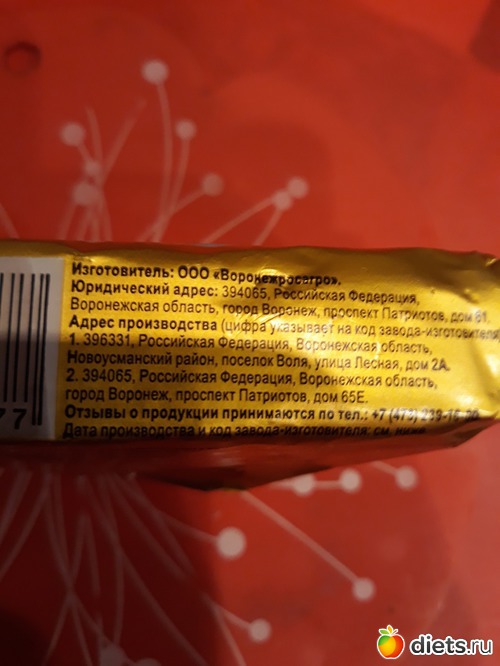 Изготовитель: ООО «Воронежросагро».
Юридический адрес: 394065, Российская Федерация,
Воронежская область, город Воронеж, проспект Патриотов, дом 61.
Адрес производства (цифра указывает на код завода-изготовителя)
1. 396331, Российская Федерация, Воронежская область,
Новоусманский район, поселок Воля, улица Лесная, дом 2А.
2. 394065, Российская Федерация, Воронежская область,
город Воронеж, проспект Патриотов, дом 65Е.
Отзывы о продукции принимаются по тел.: +7
Дата производства и код завода-изготовителя: см. ниже.
77
diets.ru